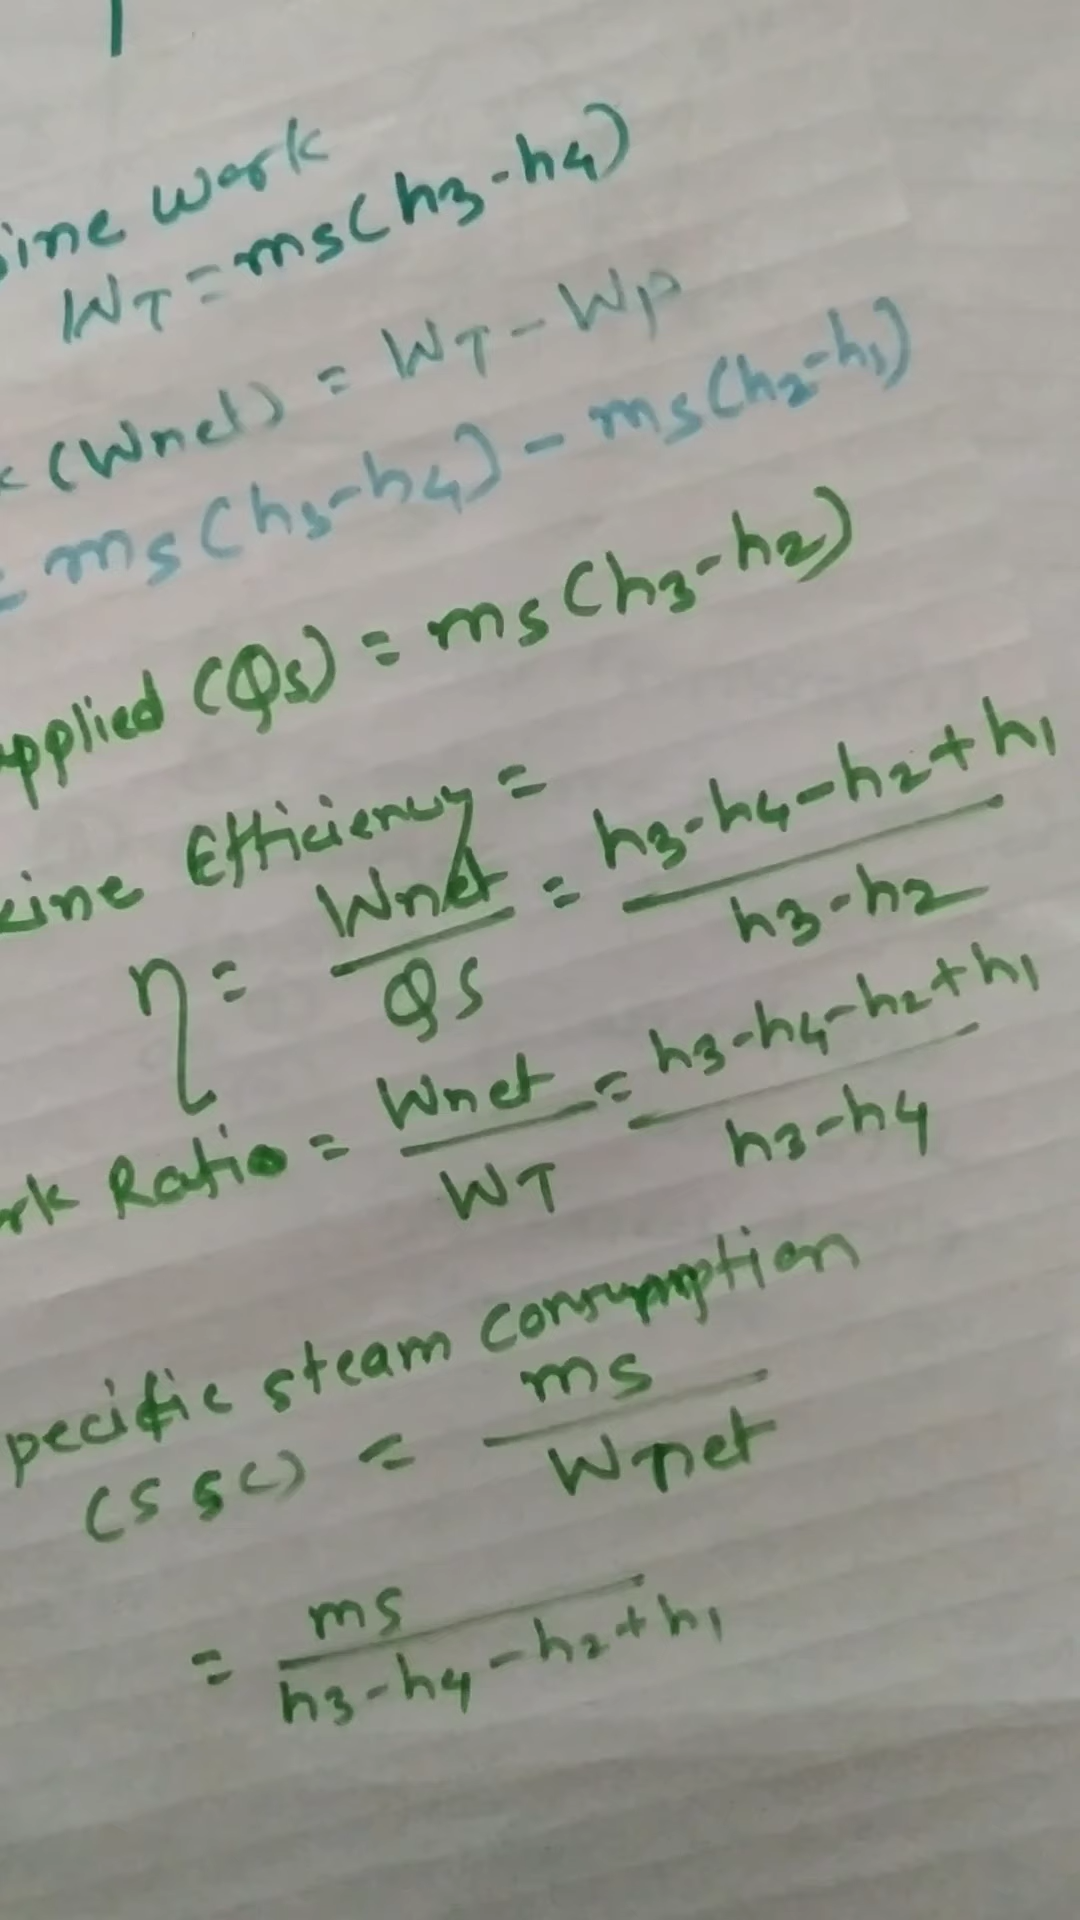 ine work
WT = ms(h3-h4)
(Wnet) = WT - WP
= ms(h3-h4) - ms(h2-h1)
pplied (Qs) = ms(h3-h2)
ine Efficiency =
η = Wnet/Qs = h3-h4-h2+h1/h3-h2
rk Ratio = Wnet/WT = h3-h4-h2+h1/h3-h4
pecific steam consumption
(SSC) = ms/Wnet
= ms/h3-h4-h2+h1